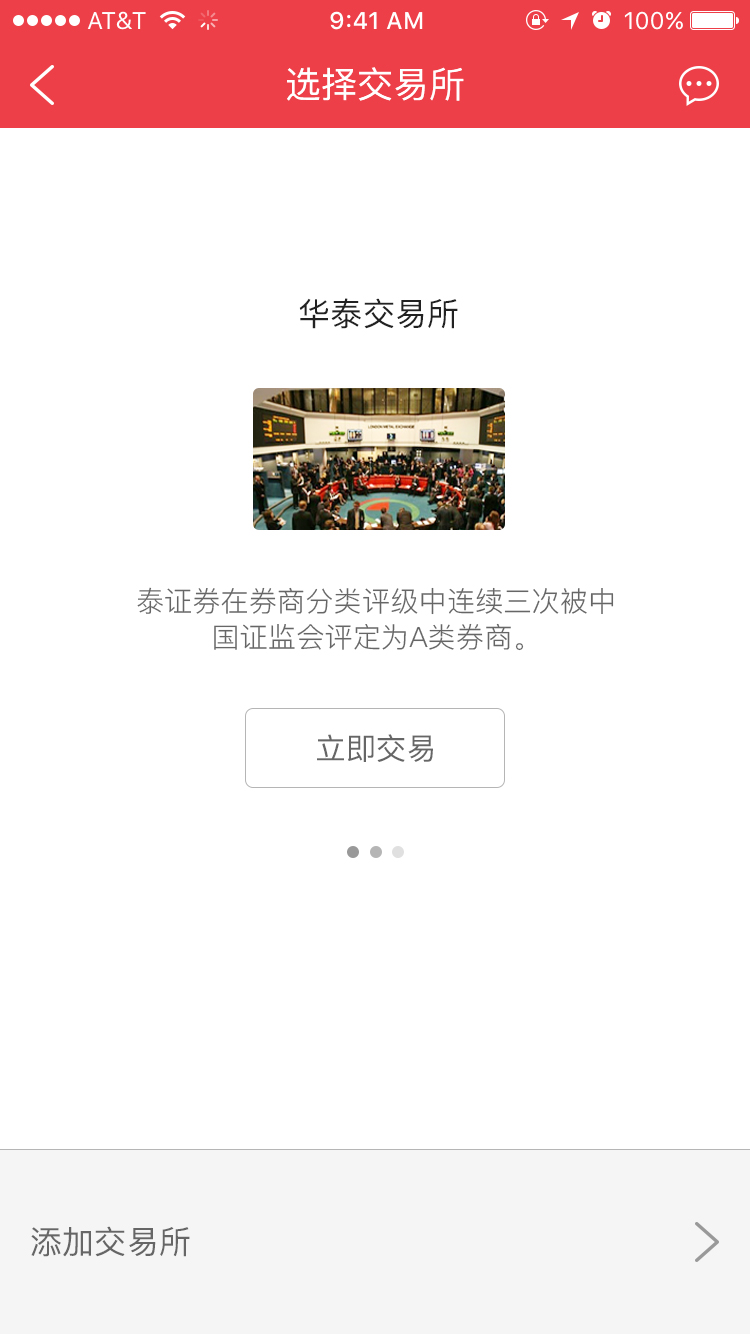 AT&T 9:41 AM 100%
选择交易所
华泰交易所
LONDON METAL EXCHANGE
泰证券在券商分类评级中连续三次被中
国证监会评定为A类券商。
立即交易
添加交易所